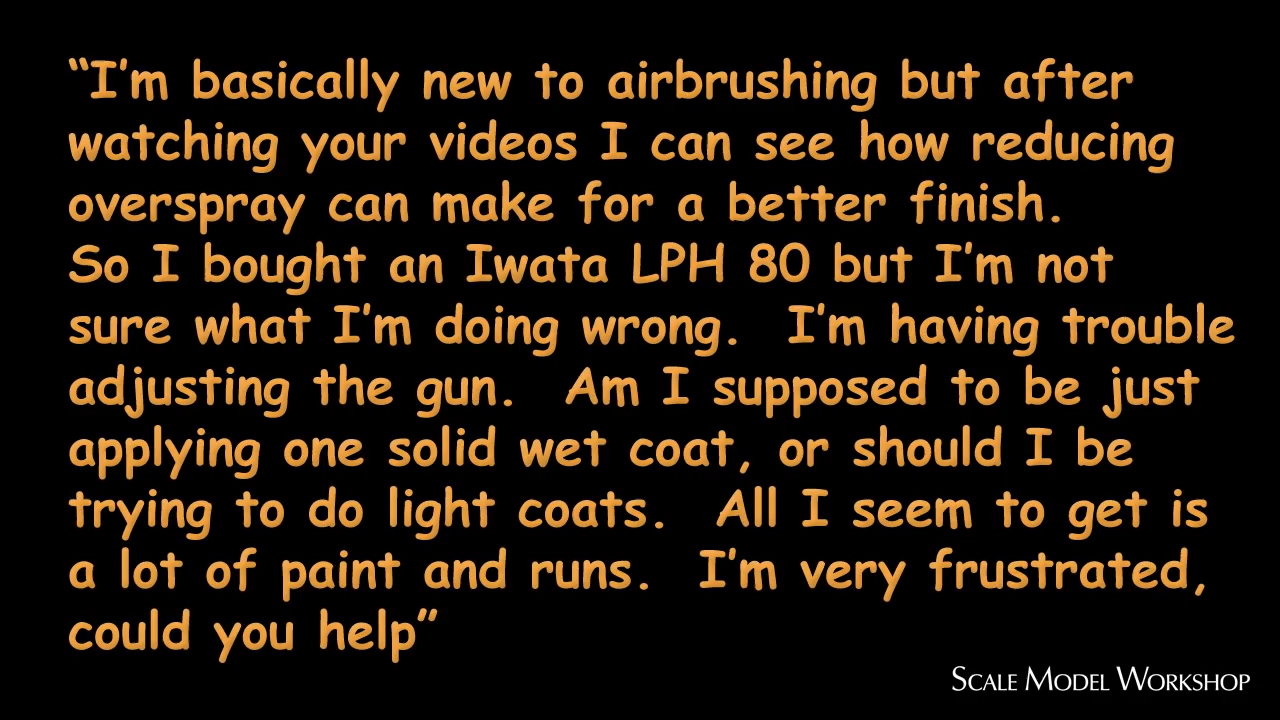 “I’m basically new to airbrushing but after
watching your videos I can see how reducing
overspray can make for a better finish.
So I bought an Iwata LPH 80 but I’m not
sure what I’m doing wrong.  I’m having trouble
adjusting the gun.  Am I supposed to be just
applying one solid wet coat, or should I be
trying to do light coats.  All I seem to get is
a lot of paint and runs.  I’m very frustrated,
could you help”
Scale Model Workshop